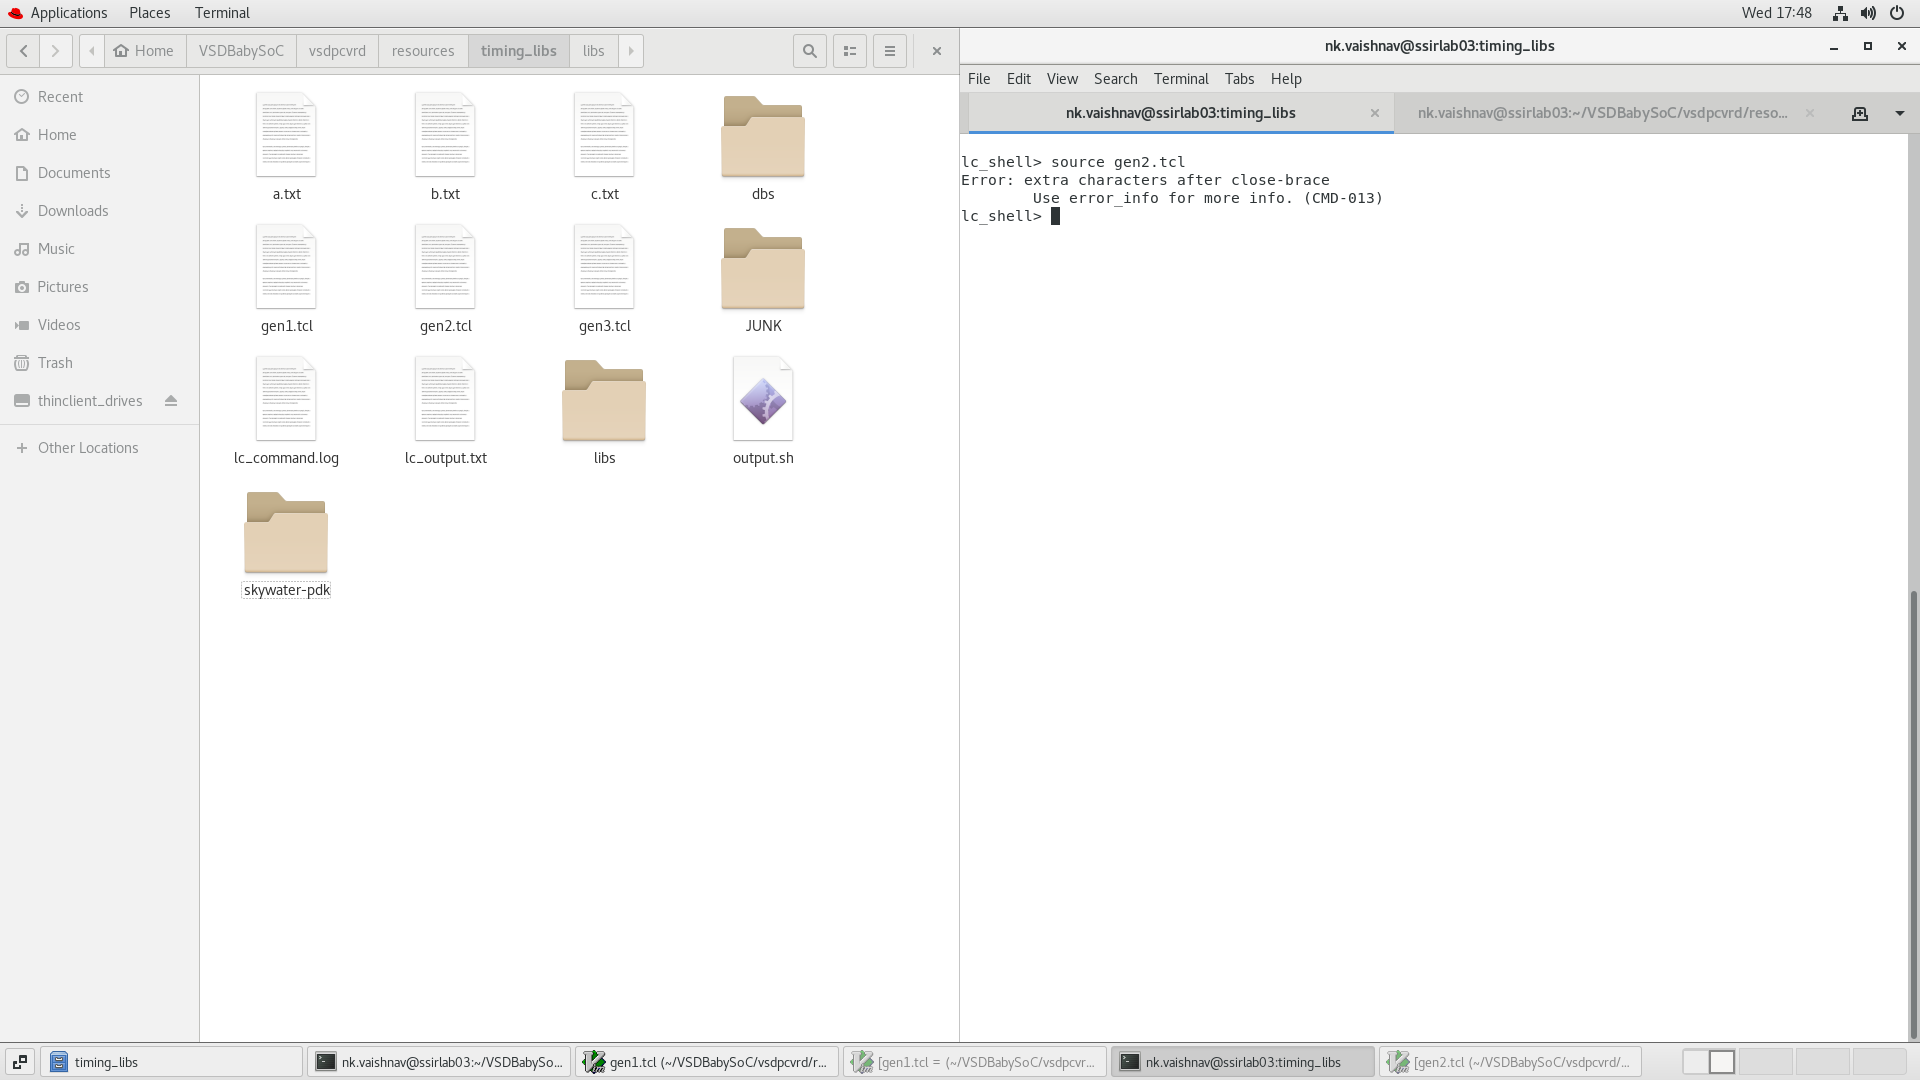 Applications Places Terminal Wed 17:48
Home VSDBabySoC vsdpcvrd resources timing_libs libs
Recent
Home
Documents
Downloads
Music
Pictures
Videos
Trash
thinclient_drives
Other Locations
a.txt b.txt c.txt dbs
gen1.tcl gen2.tcl gen3.tcl JUNK
lc_command.log lc_output.txt libs output.sh
skywater-pdk
nk.vaishnav@ssirlab03:timing_libs
File Edit View Search Terminal Tabs Help
nk.vaishnav@ssirlab03:timing_libs nk.vaishnav@ssirlab03:~/VSDBabySoC/vsdpcvrd/reso...
lc_shell> source gen2.tcl
Error: extra characters after close-brace
Use error_info for more info. (CMD-013)
lc_shell>
timing_libs nk.vaishnav@ssirlab03:~/VSDBabySo... gen1.tcl (~/VSDBabySoC/vsdpcvrd/r... [gen1.tcl = (~/VSDBabySoC/vsdpcvr... nk.vaishnav@ssirlab03:timing_libs [gen2.tcl (~/VSDBabySoC/vsdpcvrd/...